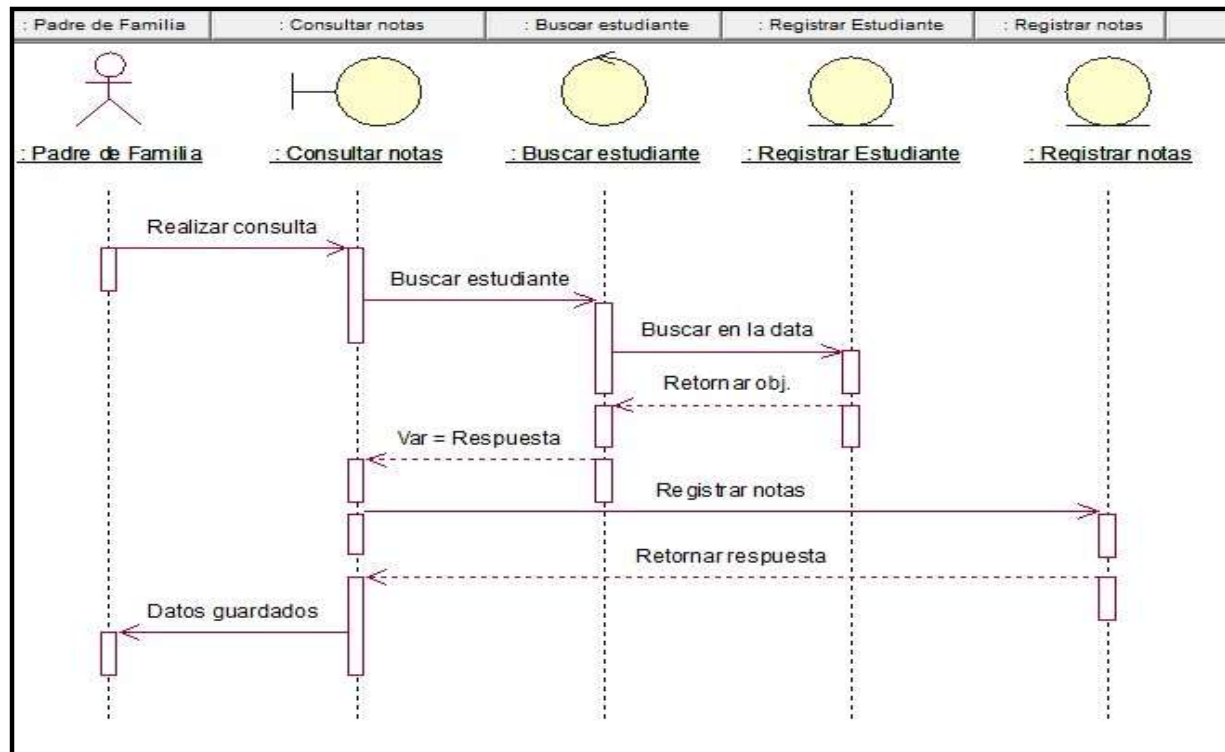 : Padre de Familia
: Consultar notas
: Buscar estudiante
: Registrar Estudiante
: Registrar notas
: Padre de Familia
: Consultar notas
: Buscar estudiante
: Registrar Estudiante
: Registrar notas
Realizar consulta
Buscar estudiante
Buscar en la data
Retornar obj.
Var = Respuesta
Registrar notas
Retornar respuesta
Datos guardados